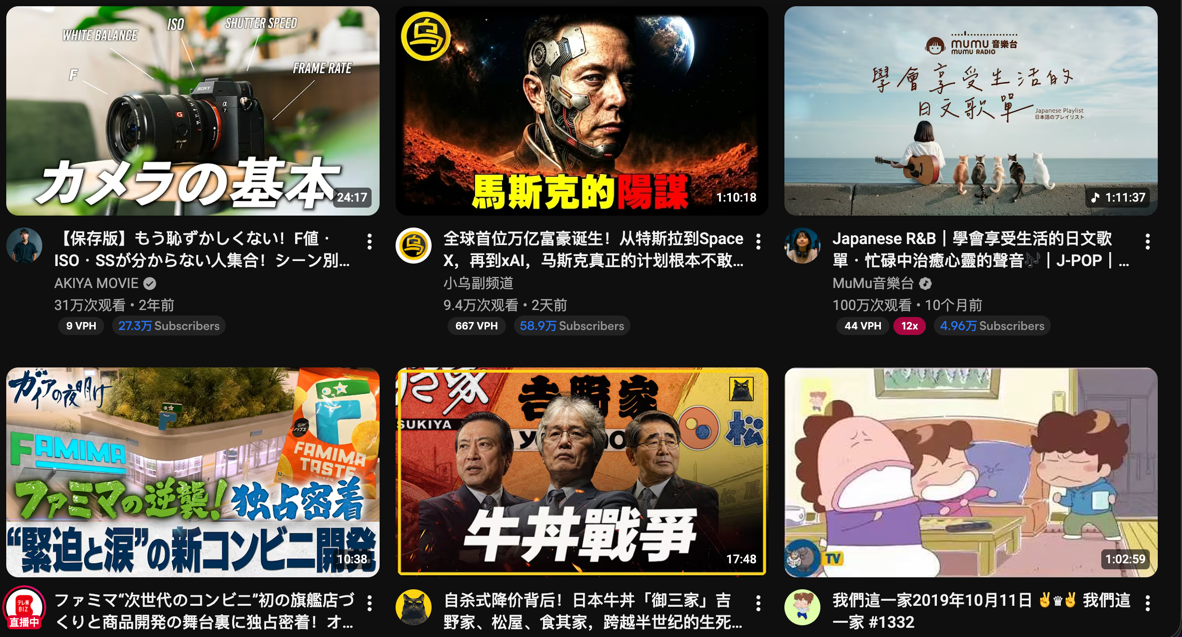 WHITE BALANCE
ISO
SHUTTER SPEED
F
FRAME RATE
SONY
G
カメラの基本
24:17
【保存版】もう恥ずかしくない！F値・
ISO・SSが分からない人集合！シーン別...
AKIYA MOVIE
31万次观看・2年前
9 VPH
27.3万 Subscribers
乌
馬斯克的陽謀
1:10:18
乌
全球首位万亿富豪诞生！从特斯拉到Space
X，再到xAI，马斯克真正的计划根本不敢...
小乌副频道
9.4万次观看・2天前
667 VPH
58.9万 Subscribers
MUMU 音樂台
MUMU RADIO
學會享受生活的
日文歌單
Japanese Playlist
日本語のプレイリスト
1:11:37
Japanese R&B｜學會享受生活的日文歌
單・忙碌中治癒心靈的聲音🎶｜J-POP｜...
MuMu音樂台
100万次观看・10个月前
44 VPH
12x
4.96万 Subscribers
ガイアの夜明け
FAMIMA
FAMIMA
TASTE
ファミマの逆襲！独占密着
“緊迫と涙”の新コンビニ開発
10:38
テレ東
BIZ
直播中
ファミマ“次世代のコンビニ”初の旗艦店づ
くりと商品開発の舞台裏に独占密着！オ...
SUKIYA
吉野家
松
牛丼戰爭
17:48
自杀式降价背后！日本牛丼「御三家」吉
野家、松屋、食其家，跨越半世纪的生死...
TV
1:02:59
我們這一家2019年10月11日 ✌️♛✌️ 我們這
一家 #1332